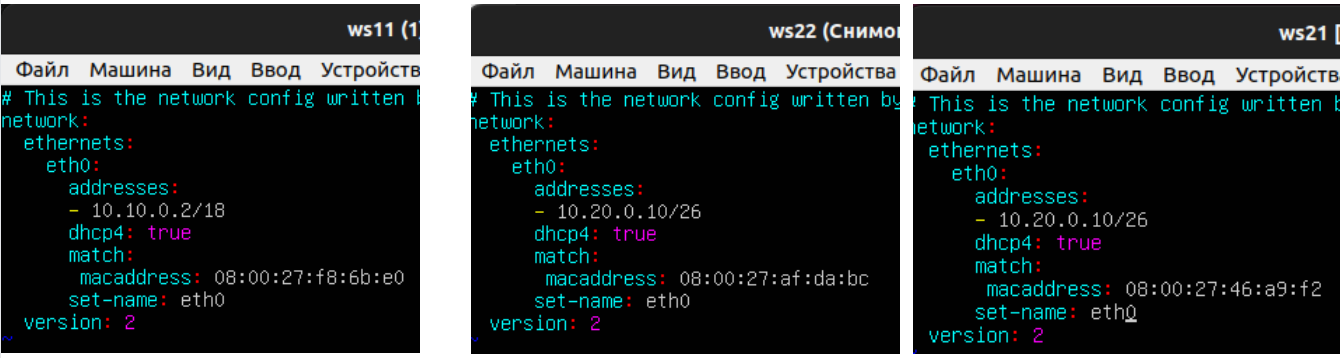 ws11 (1)
Файл Машина Вид Ввод Устройств
# This is the network config written
network:
ethernets:
eth0:
addresses:
- 10.10.0.2/18
dhcp4: true
match:
macaddress: 08:00:27:f8:6b:e0
set-name: eth0
version: 2
~
ws22 (Снимо
Файл Машина Вид Ввод Устройства
# This is the network config written by
network:
ethernets:
eth0:
addresses:
- 10.20.0.10/26
dhcp4: true
match:
macaddress: 08:00:27:af:da:bc
set-name: eth0
version: 2
~
ws21 [
Файл Машина Вид Ввод Устройств
# This is the network config written
network:
ethernets:
eth0:
addresses:
- 10.20.0.10/26
dhcp4: true
match:
macaddress: 08:00:27:46:a9:f2
set-name: eth0
version: 2